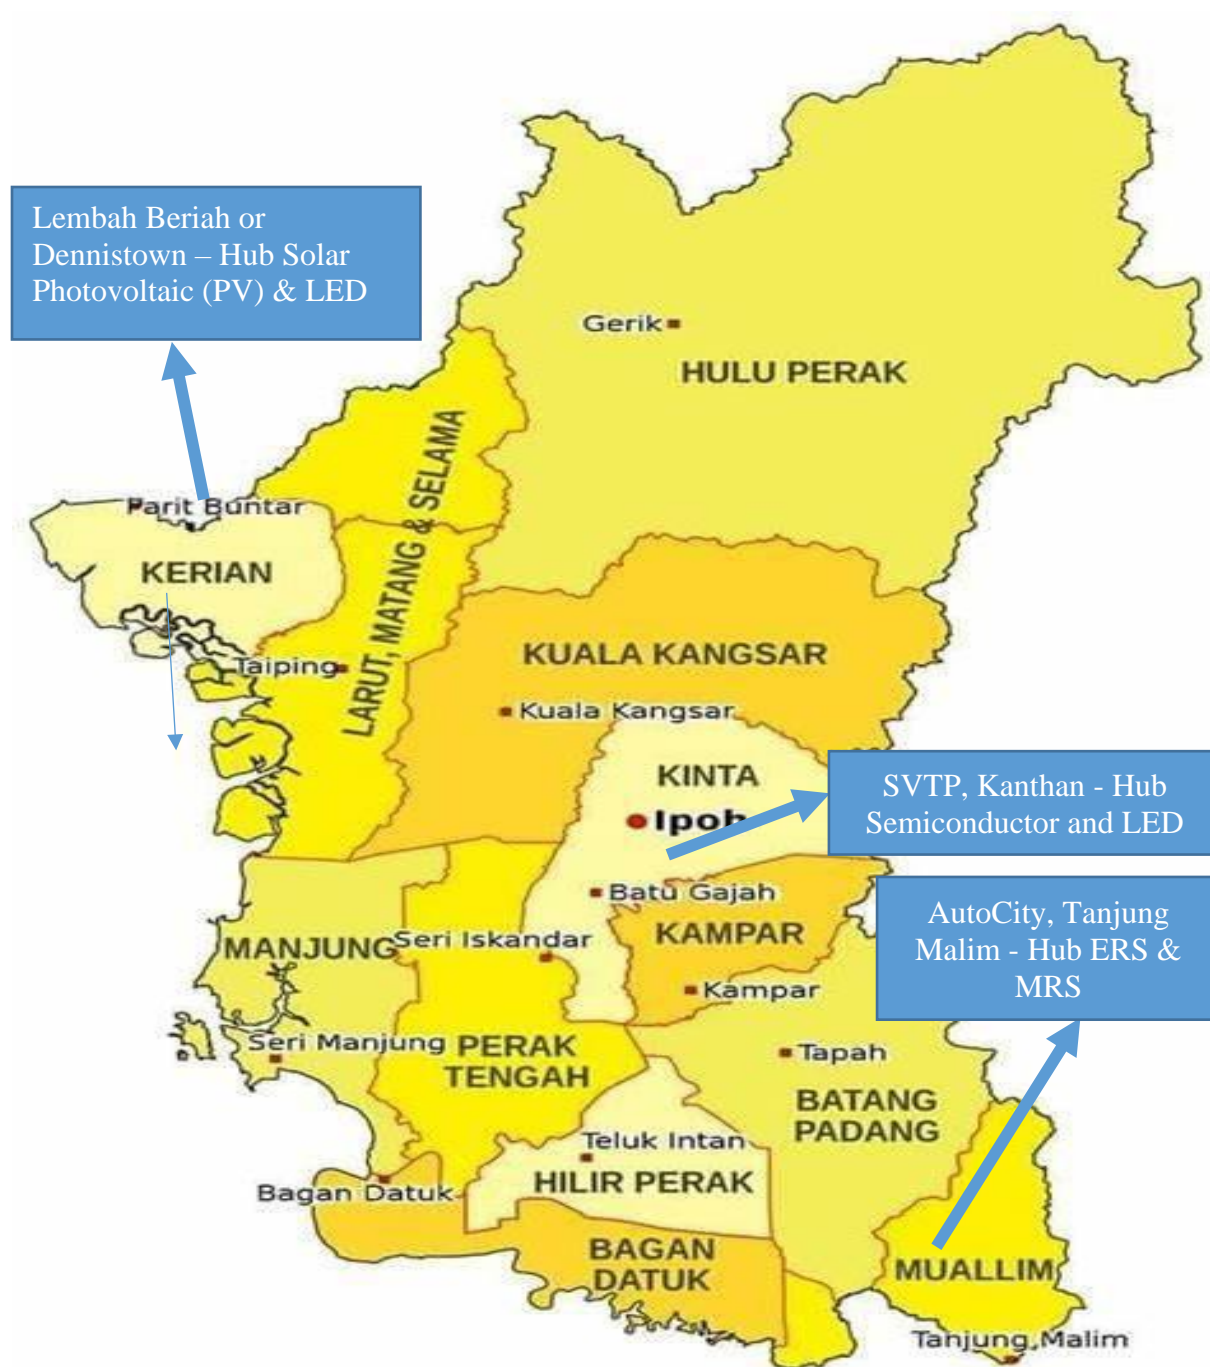 Lembah Beriah or
Dennistown – Hub Solar
Photovoltaic (PV) & LED
Gerik
HULU PERAK
LARUT, MATANG & SELAMA
Parit Buntar
KERIAN
Taiping
KUALA KANGSAR
Kuala Kangsar
KINTA
Ipoh
SVTP, Kanthan - Hub
Semiconductor and LED
Batu Gajah
AutoCity, Tanjung
Malim - Hub ERS &
MRS
KAMPAR
MANJUNG
Seri Iskandar
Kampar
Seri Manjung
PERAK
TENGAH
Tapah
BATANG
PADANG
Teluk Intan
HILIR PERAK
Bagan Datuk
BAGAN
DATUK
MUALLIM
Tanjung Malim